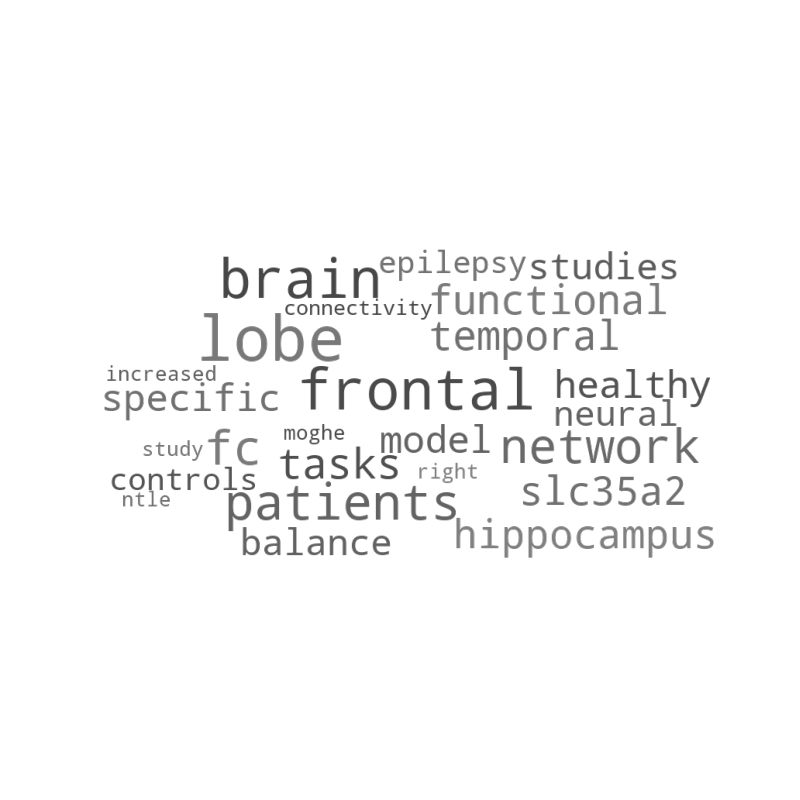 brain epilepsy studies
connectivity functional
lobe temporal
increased frontal healthy
specific neural
study fc moghe model network
controls tasks right
ntle patients slc35a2
balance hippocampus